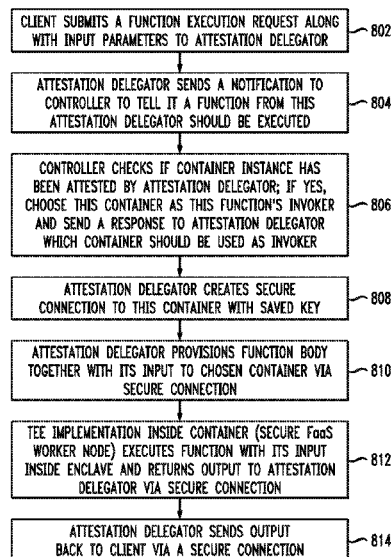 CLIENT SUBMITS A FUNCTION EXECUTION REQUEST ALONG
WITH INPUT PARAMETERS TO ATTESTATION DELEGATOR
802
ATTESTATION DELEGATOR SENDS A NOTIFICATION TO
CONTROLLER TO TELL IT A FUNCTION FROM THIS
ATTESTATION DELEGATOR SHOULD BE EXECUTED
804
CONTROLLER CHECKS IF CONTAINER INSTANCE HAS
BEEN ATTESTED BY ATTESTATION DELEGATOR; IF YES,
CHOOSE THIS CONTAINER AS THIS FUNCTION'S INVOKER
AND SEND A RESPONSE TO ATTESTATION DELEGATOR
WHICH CONTAINER SHOULD BE USED AS INVOKER
806
ATTESTATION DELEGATOR CREATES SECURE
CONNECTION TO THIS CONTAINER WITH SAVED KEY
808
ATTESTATION DELEGATOR PROVISIONS FUNCTION BODY
TOGETHER WITH ITS INPUT TO CHOSEN CONTAINER VIA
SECURE CONNECTION
810
TEE IMPLEMENTATION INSIDE CONTAINER (SECURE FaaS
WORKER NODE) EXECUTES FUNCTION WITH ITS INPUT
INSIDE ENCLAVE AND RETURNS OUTPUT TO ATTESTATION
DELEGATOR VIA SECURE CONNECTION
812
ATTESTATION DELEGATOR SENDS OUTPUT
BACK TO CLIENT VIA A SECURE CONNECTION
814